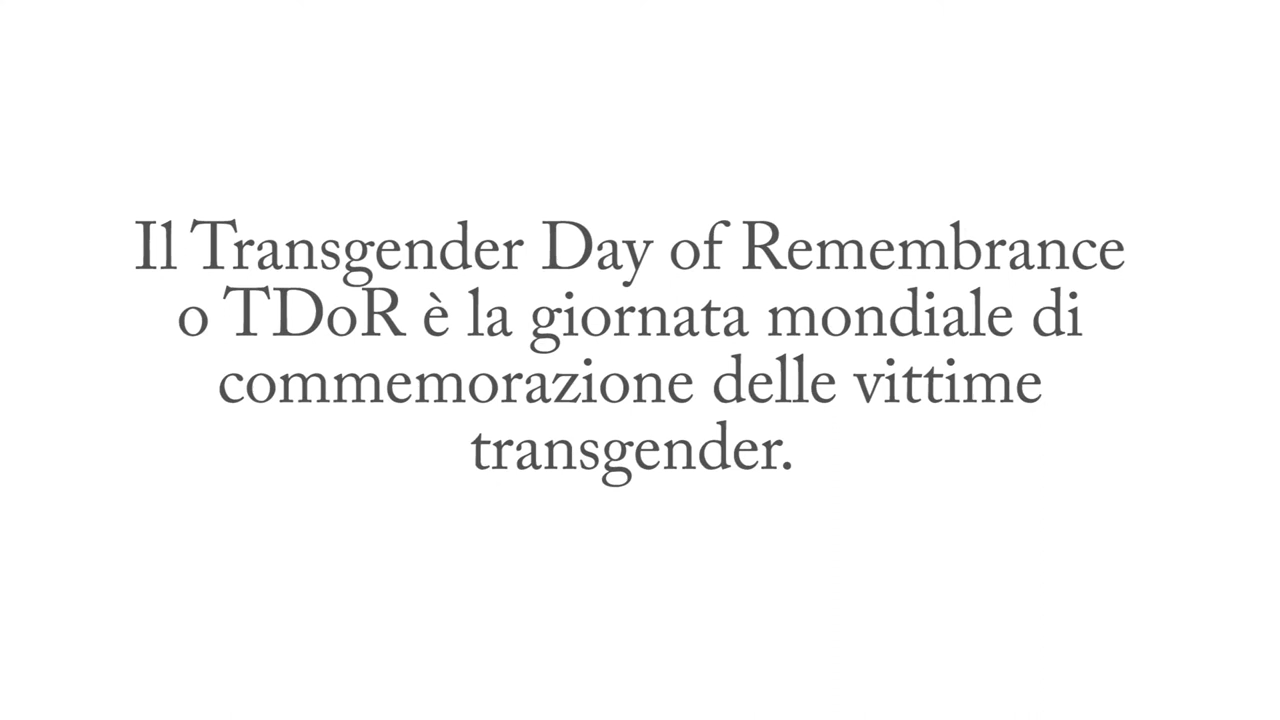 Il Transgender Day of Remembrance
o TDoR è la giornata mondiale di
commemorazione delle vittime
transgender.